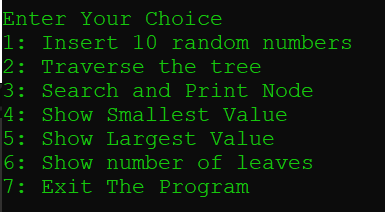 Enter Your Choice
1: Insert 10 random numbers
2: Traverse the tree
3: Search and Print Node
4: Show Smallest Value
5: Show Largest Value
6: Show number of leaves
7: Exit The Program